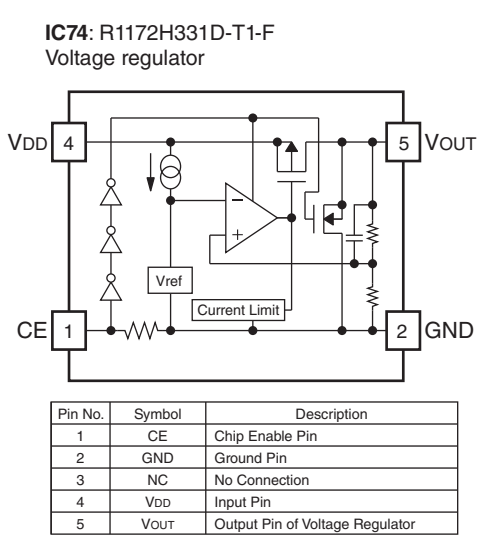 IC74: R1172H331D-T1-F
Voltage regulator
VDD 4
5 VOUT
−
+
Vref
Current Limit
CE 1
2 GND
Pin No. Symbol Description
1 CE Chip Enable Pin
2 GND Ground Pin
3 NC No Connection
4 VDD Input Pin
5 VOUT Output Pin of Voltage Regulator